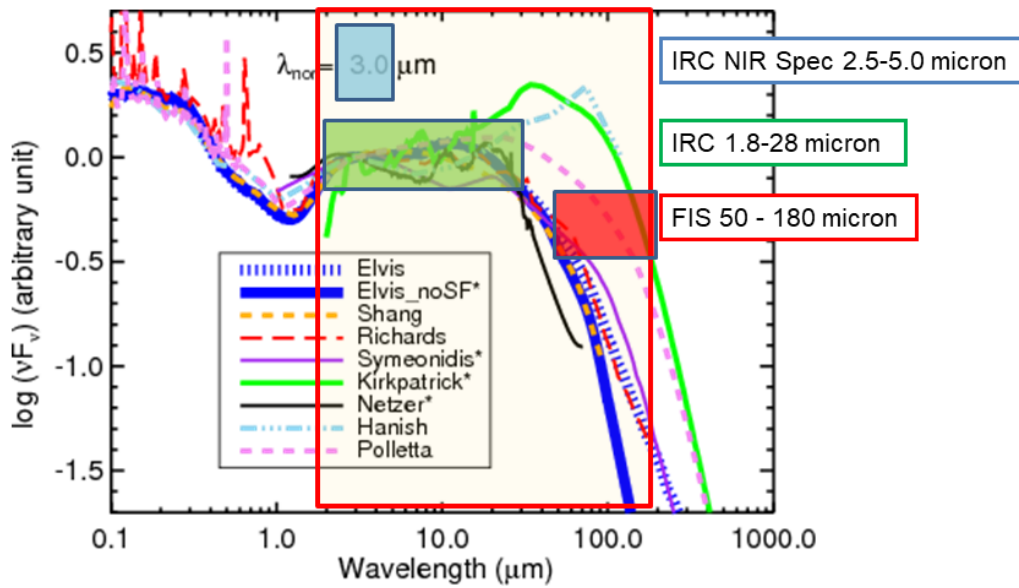 λnor= 3.0 μm
IRC NIR Spec 2.5-5.0 micron
IRC 1.8-28 micron
FIS 50 - 180 micron
log (νFν) (arbitrary unit)
0.5
0.0
-0.5
-1.0
-1.5
Elvis
Elvis_noSF*
Shang
Richards
Symeonidis*
Kirkpatrick*
Netzer*
Hanish
Polletta
0.1
1.0
10.0
100.0
1000.0
Wavelength (μm)